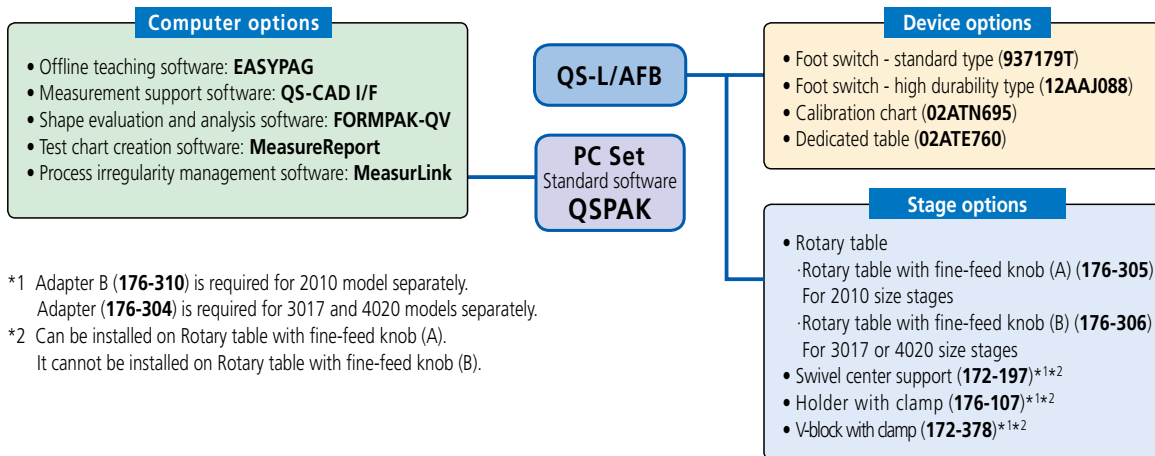 Computer options
• Offline teaching software: EASYPAG
• Measurement support software: QS-CAD I/F
• Shape evaluation and analysis software: FORMPAK-QV
• Test chart creation software: MeasureReport
• Process irregularity management software: MeasurLink
QS-L/AFB
PC Set
Standard software
QSPAK
Device options
• Foot switch - standard type (937179T)
• Foot switch - high durability type (12AAJ088)
• Calibration chart (02ATN695)
• Dedicated table (02ATE760)
Stage options
• Rotary table
·Rotary table with fine-feed knob (A) (176-305)
For 2010 size stages
·Rotary table with fine-feed knob (B) (176-306)
For 3017 or 4020 size stages
• Swivel center support (172-197)*1*2
• Holder with clamp (176-107)*1*2
• V-block with clamp (172-378)*1*2
*1 Adapter B (176-310) is required for 2010 model separately.
Adapter (176-304) is required for 3017 and 4020 models separately.
*2 Can be installed on Rotary table with fine-feed knob (A).
It cannot be installed on Rotary table with fine-feed knob (B).